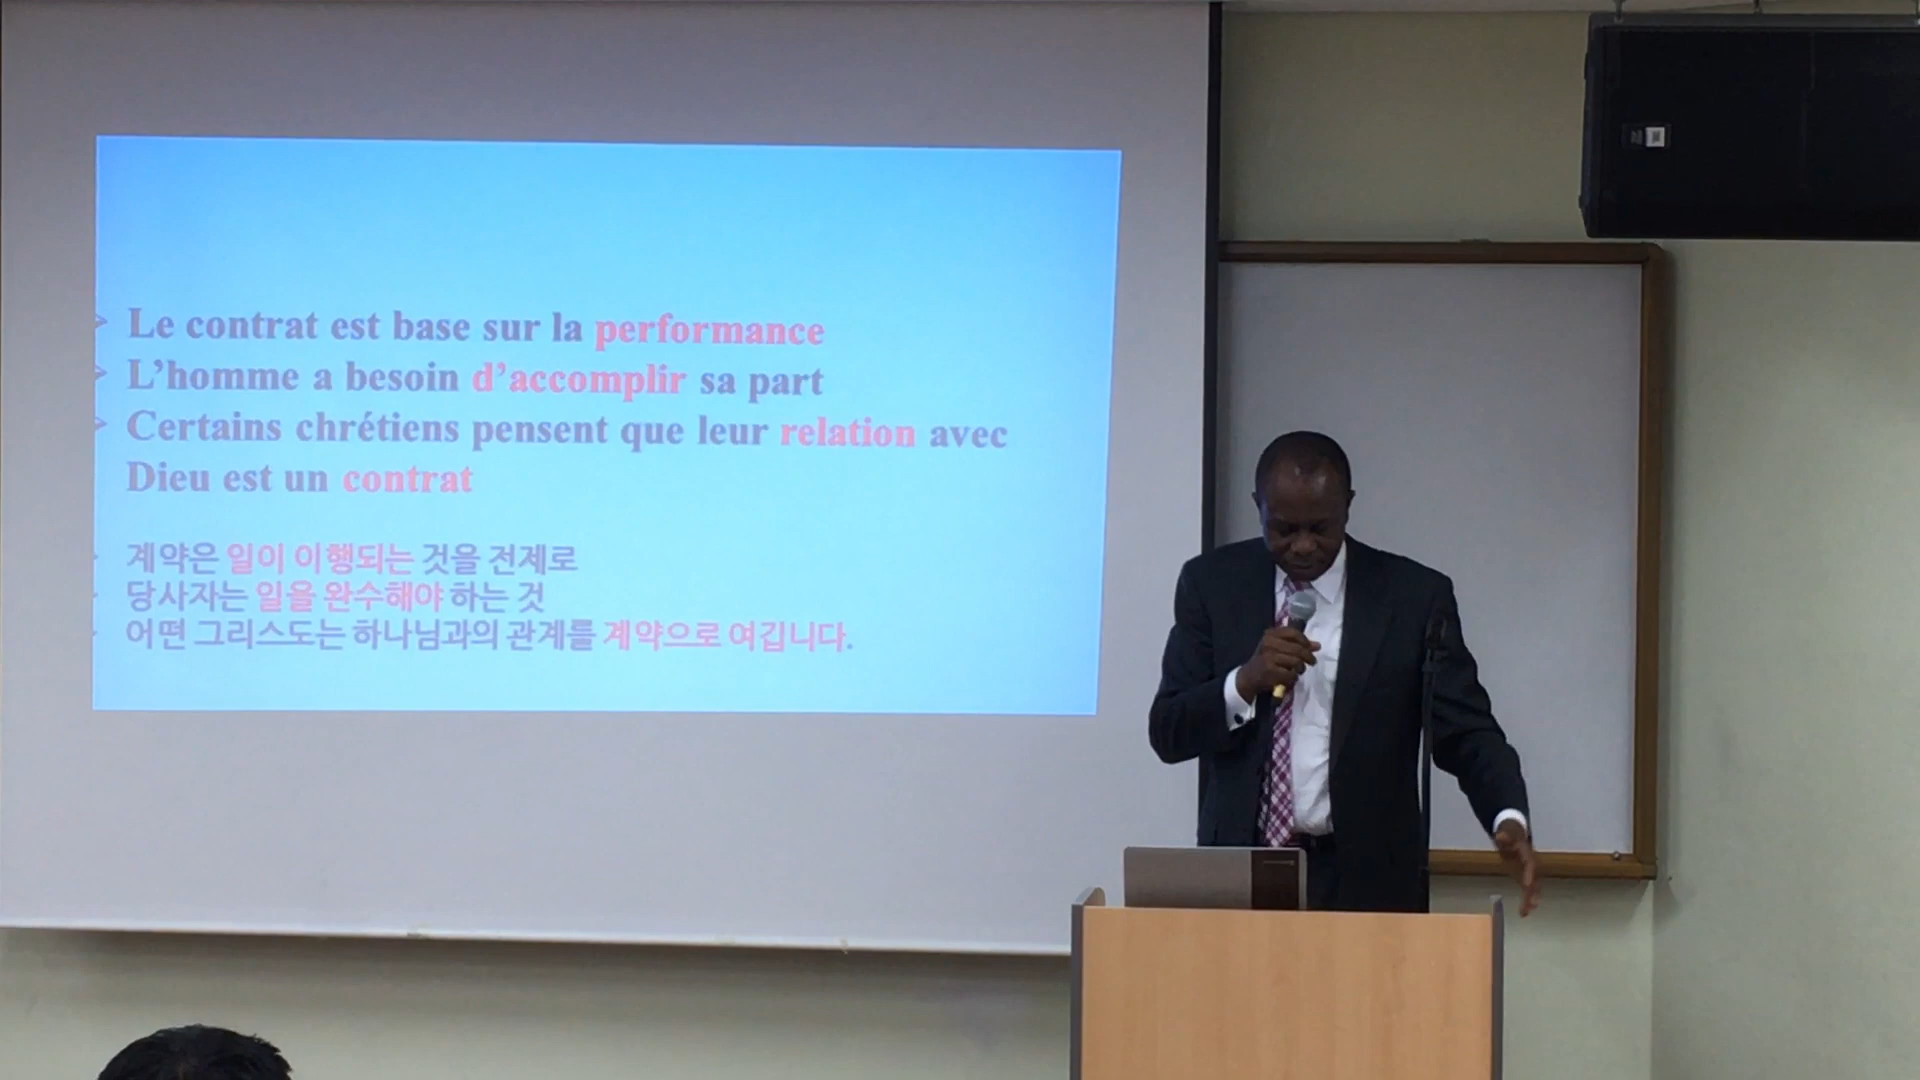 Le contrat est base sur la performance
L’homme a besoin d’accomplir sa part
Certains chrétiens pensent que leur relation avec
Dieu est un contrat
계약은 일이 이행되는 것을 전제로
당사자는 일을 완수해야 하는 것
어떤 그리스도는 하나님과의 관계를 계약으로 여깁니다.